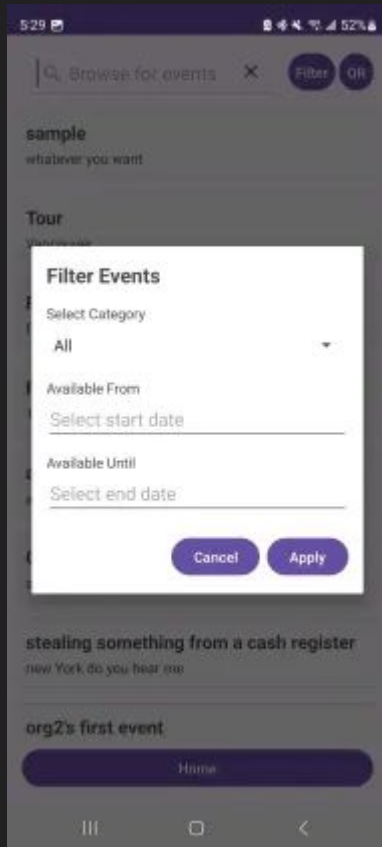 5:29
52%
Browse for events
Filter
QR
sample
whatever you want
Tour
Vancouver
Filter Events
Select Category
All
Available From
Select start date
Available Until
Select end date
Cancel
Apply
stealing something from a cash register
new York do you hear me
org2's first event
Home